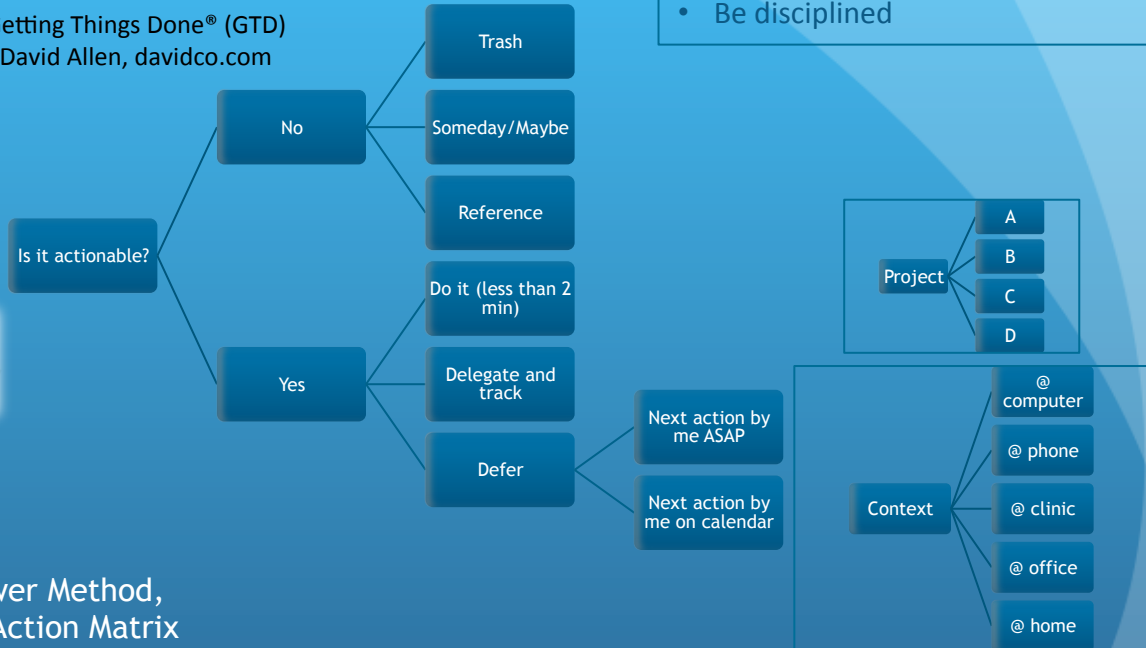 etting Things Done® (GTD)
David Allen, davidco.com
• Be disciplined
Is it actionable?
No
Trash
Someday/Maybe
Reference
Yes
Do it (less than 2
min)
Delegate and
track
Defer
Next action by
me ASAP
Next action by
me on calendar
Project
A
B
C
D
Context
@
computer
@ phone
@ clinic
@ office
@ home
ver Method,
Action Matrix